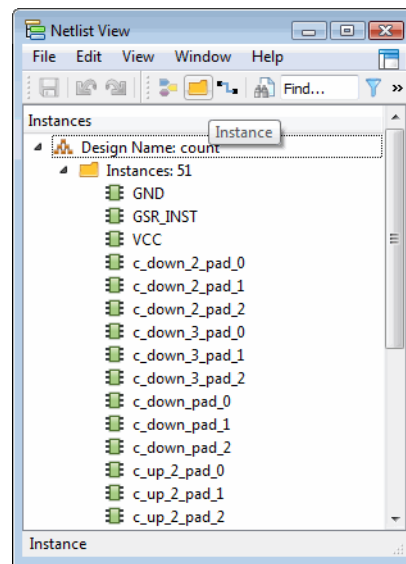 Netlist View
File Edit View Window Help
Find... »
Instances
Instance
Design Name: count
Instances: 51
GND
GSR_INST
VCC
c_down_2_pad_0
c_down_2_pad_1
c_down_2_pad_2
c_down_3_pad_0
c_down_3_pad_1
c_down_3_pad_2
c_down_pad_0
c_down_pad_1
c_down_pad_2
c_up_2_pad_0
c_up_2_pad_1
c_up_2_pad_2
Instance